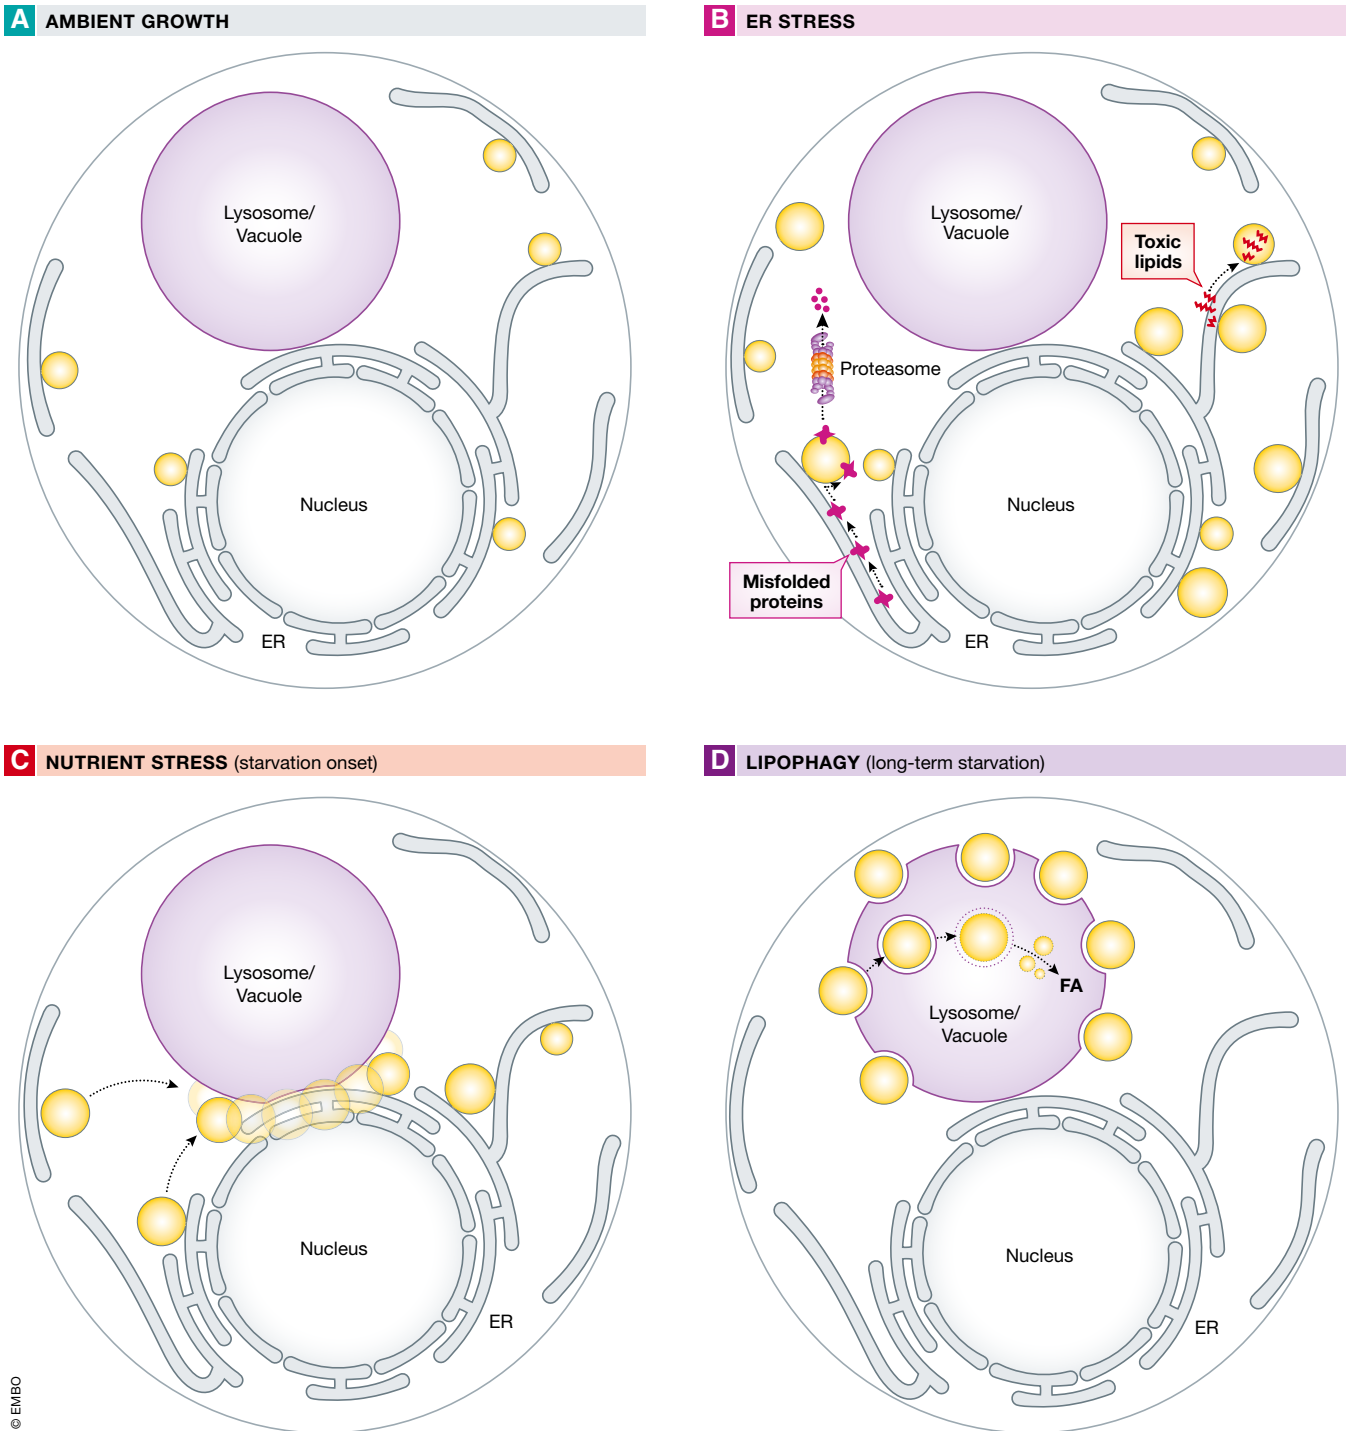 A AMBIENT GROWTH
Lysosome/
Vacuole
Nucleus
ER
B ER STRESS
Lysosome/
Vacuole
Toxic
lipids
Proteasome
Nucleus
Misfolded
proteins
ER
C NUTRIENT STRESS (starvation onset)
Lysosome/
Vacuole
Nucleus
ER
D LIPOPHAGY (long-term starvation)
FA
Lysosome/
Vacuole
Nucleus
ER
© EMBO